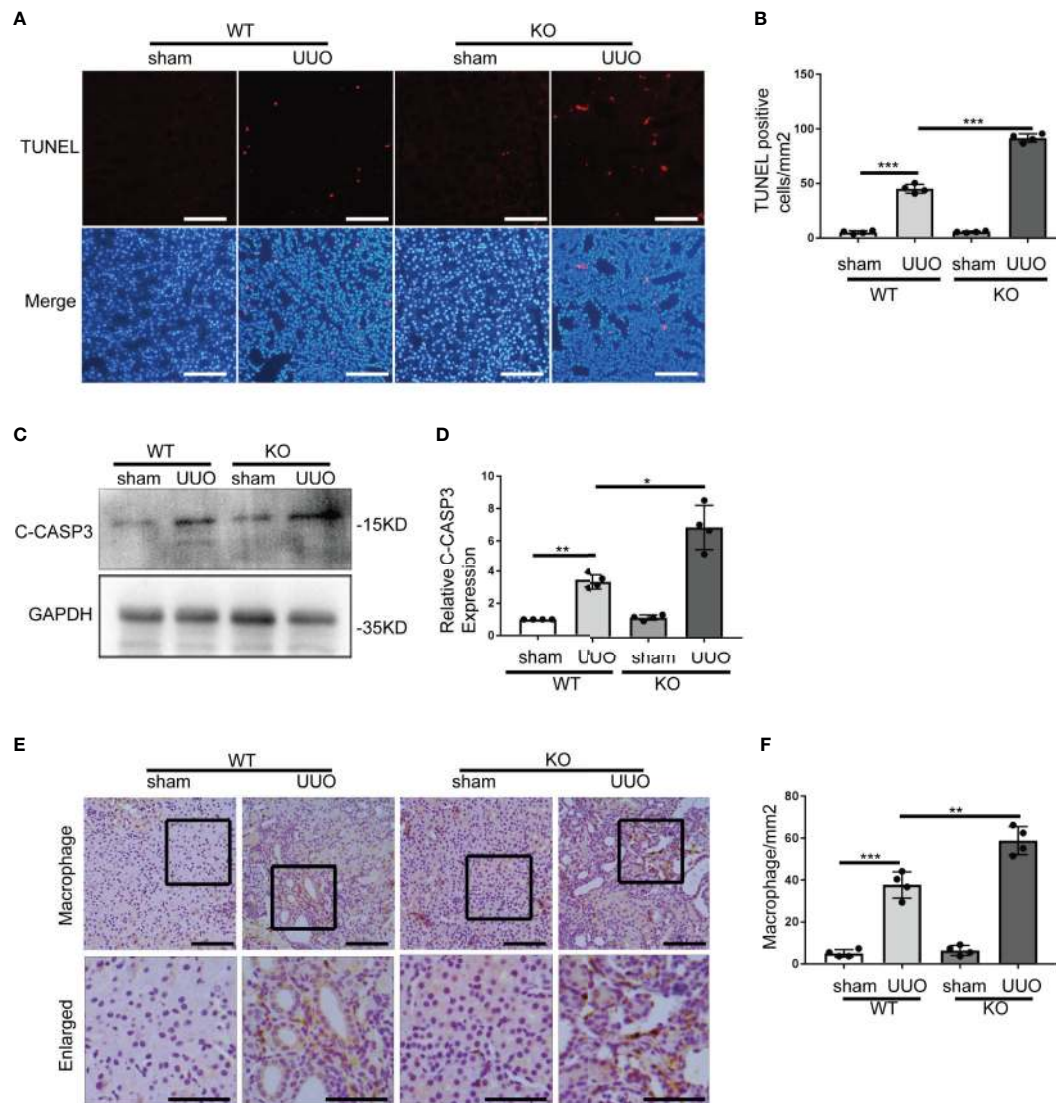 A
WT
KO
sham
UUO
sham
UUO
TUNEL
Merge
B
TUNEL positive
cells/mm2
150
100
50
0
***
***
sham
UUO
sham
UUO
WT
KO
C
WT
KO
sham
UUO
sham
UUO
C-CASP3
-15KD
GAPDH
-35KD
D
Relative C-CASP3
Expression
10
8
6
4
2
0
**
*
sham
UUO
sham
UUO
WT
KO
E
WT
KO
sham
UUO
sham
UUO
Macrophage
Enlarged
F
Macrophage/mm2
80
60
40
20
0
***
**
sham
UUO
sham
UUO
WT
KO